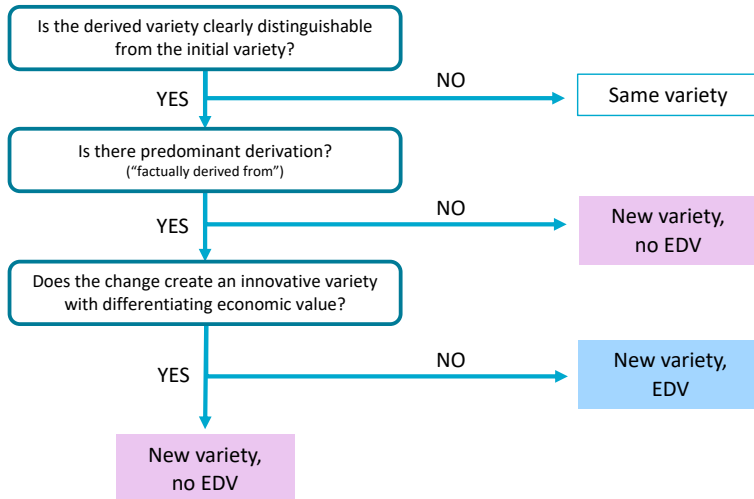 Is the derived variety clearly distinguishable
from the initial variety?
NO
YES
Same variety
Is there predominant derivation?
(“factually derived from”)
NO
YES
New variety,
no EDV
Does the change create an innovative variety
with differentiating economic value?
NO
YES
New variety,
EDV
New variety,
no EDV